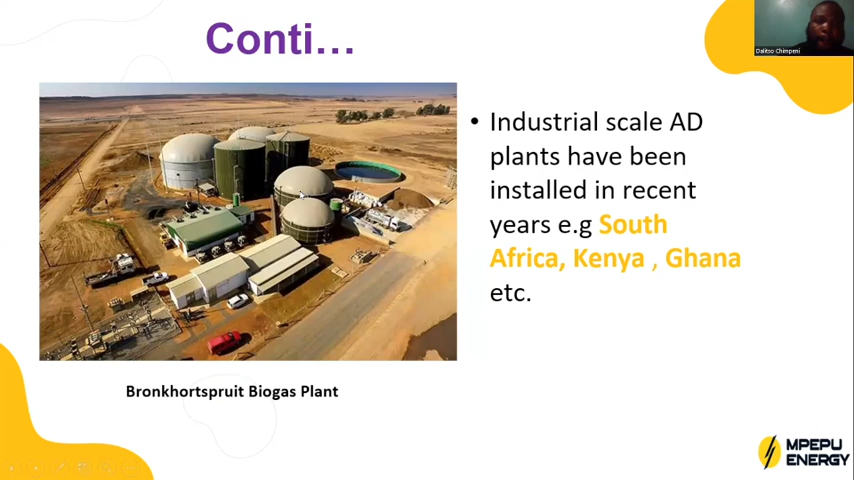 Conti...
Dalitso Chimpeni
• Industrial scale AD
plants have been
installed in recent
years e.g South
Africa, Kenya , Ghana
etc.
Bronkhortspruit Biogas Plant
MPEPU
ENERGY